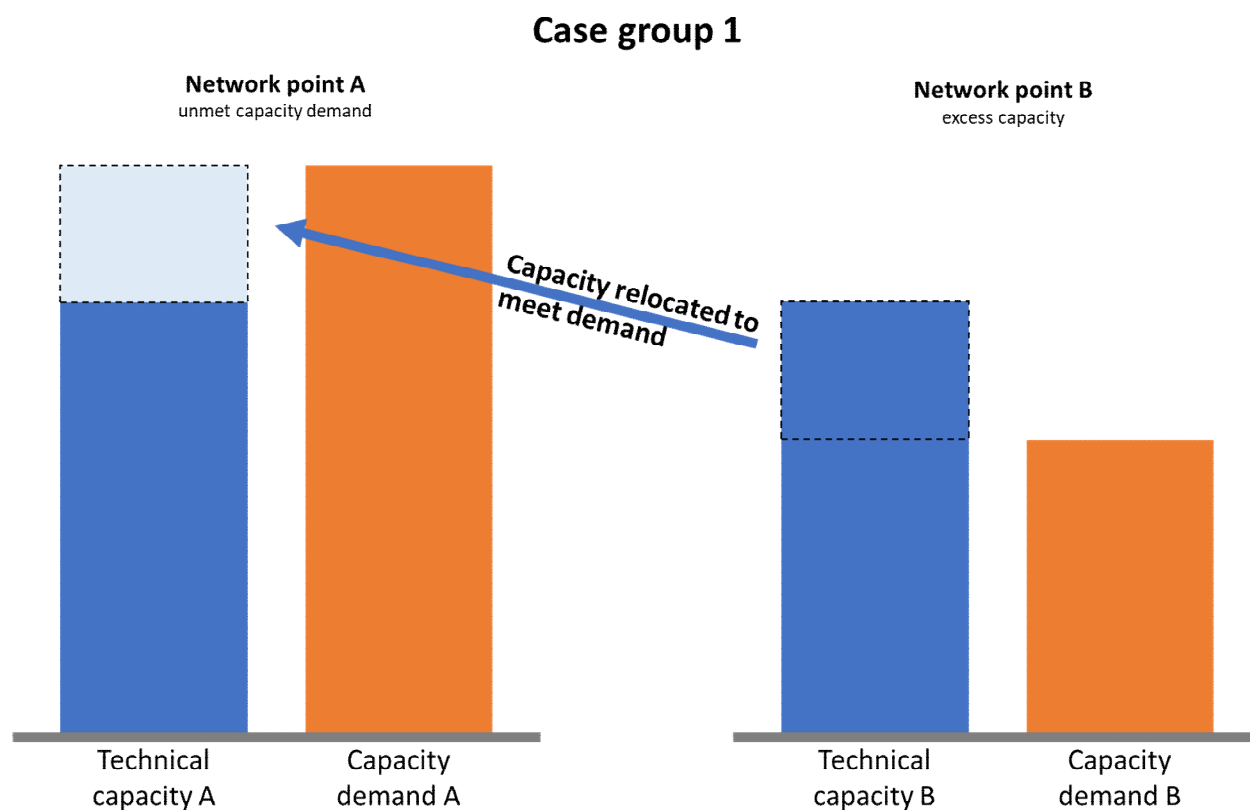 Case group 1
Network point A
unmet capacity demand
Network point B
excess capacity
Capacity relocated to
meet demand
Technical
capacity A
Capacity
demand A
Technical
capacity B
Capacity
demand B